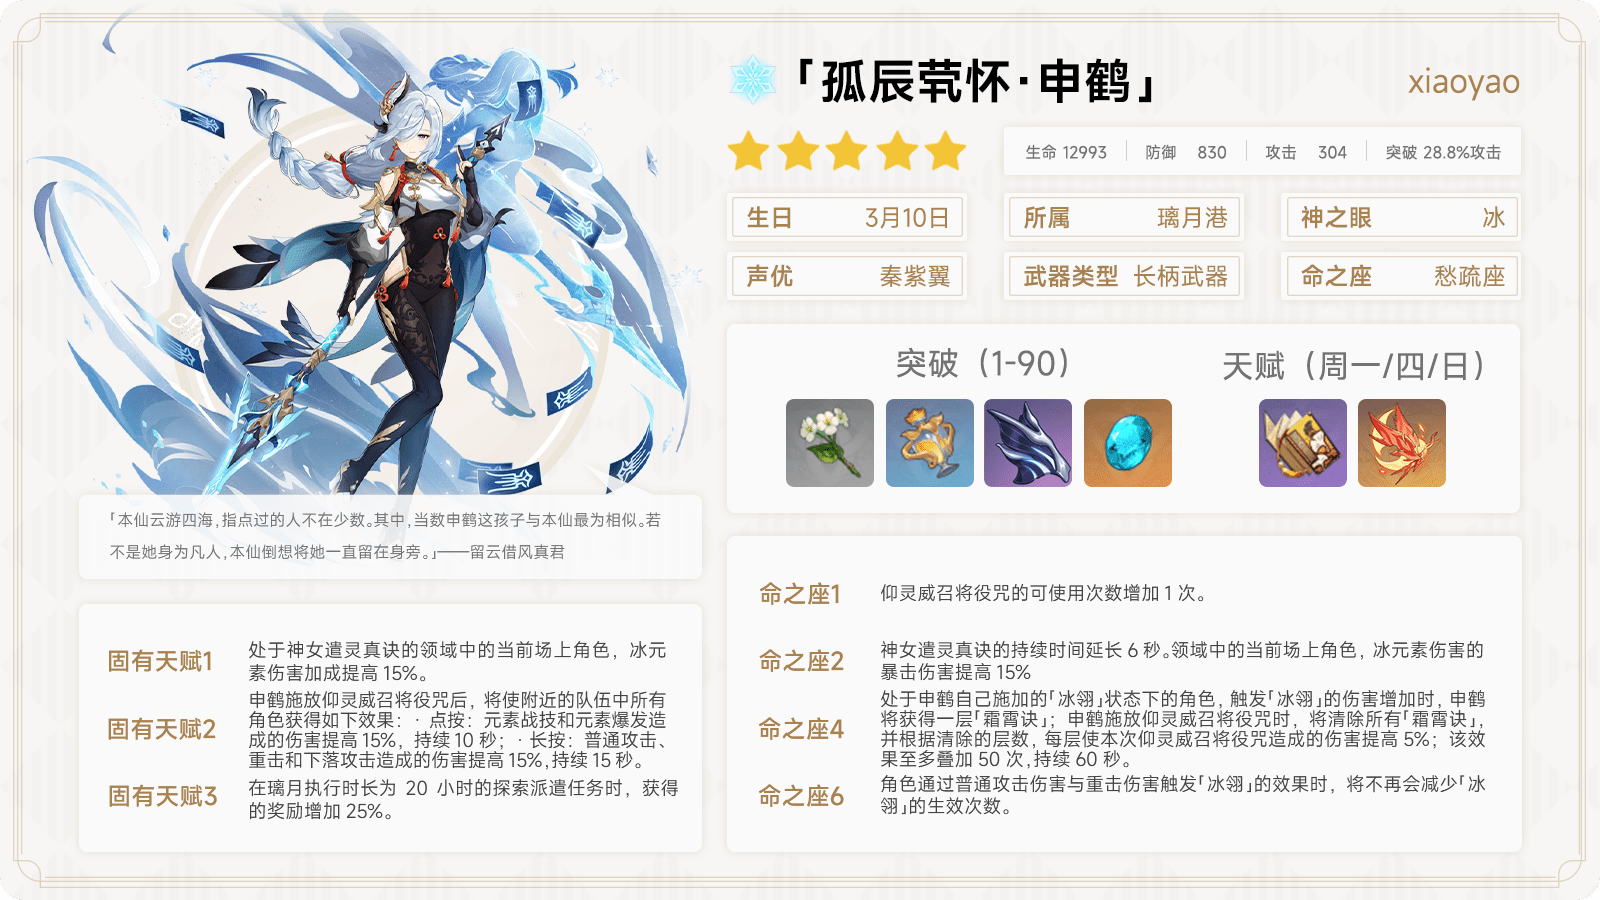 「孤辰茕怀·申鹤」
xiaoyao
生命 12993 防御 830 攻击 304 突破 28.8%攻击
生日 3月10日 所属 璃月港 神之眼 冰
声优 秦紫翼 武器类型 长柄武器 命之座 愁疏座
突破（1-90） 天赋（周一/四/日）
「本仙云游四海,指点过的人不在少数。其中,当数申鹤这孩子与本仙最为相似。若
不是她身为凡人,本仙倒想将她一直留在身旁。」——留云借风真君
固有天赋1
处于神女遣灵真诀的领域中的当前场上角色，冰元
素伤害加成提高 15%。
固有天赋2
申鹤施放仰灵威召将役咒后，将使附近的队伍中所有
角色获得如下效果：· 点按：元素战技和元素爆发造
成的伤害提高 15%，持续 10 秒；· 长按：普通攻击、
重击和下落攻击造成的伤害提高 15%,持续 15 秒。
固有天赋3
在璃月执行时长为 20 小时的探索派遣任务时，获得
的奖励增加 25%。
命之座1
仰灵威召将役咒的可使用次数增加 1 次。
命之座2
神女遣灵真诀的持续时间延长 6 秒。领域中的当前场上角色，冰元素伤害的
暴击伤害提高 15%
命之座4
处于申鹤自己施加的「冰翎」状态下的角色，触发「冰翎」的伤害增加时，申鹤
将获得一层「霜霄诀」；申鹤施放仰灵威召将役咒时，将清除所有「霜霄诀」，
并根据清除的层数，每层使本次仰灵威召将役咒造成的伤害提高 5%；该效
果至多叠加 50 次,持续 60 秒。
命之座6
角色通过普通攻击伤害与重击伤害触发「冰翎」的效果时，将不再会减少「冰
翎」的生效次数。